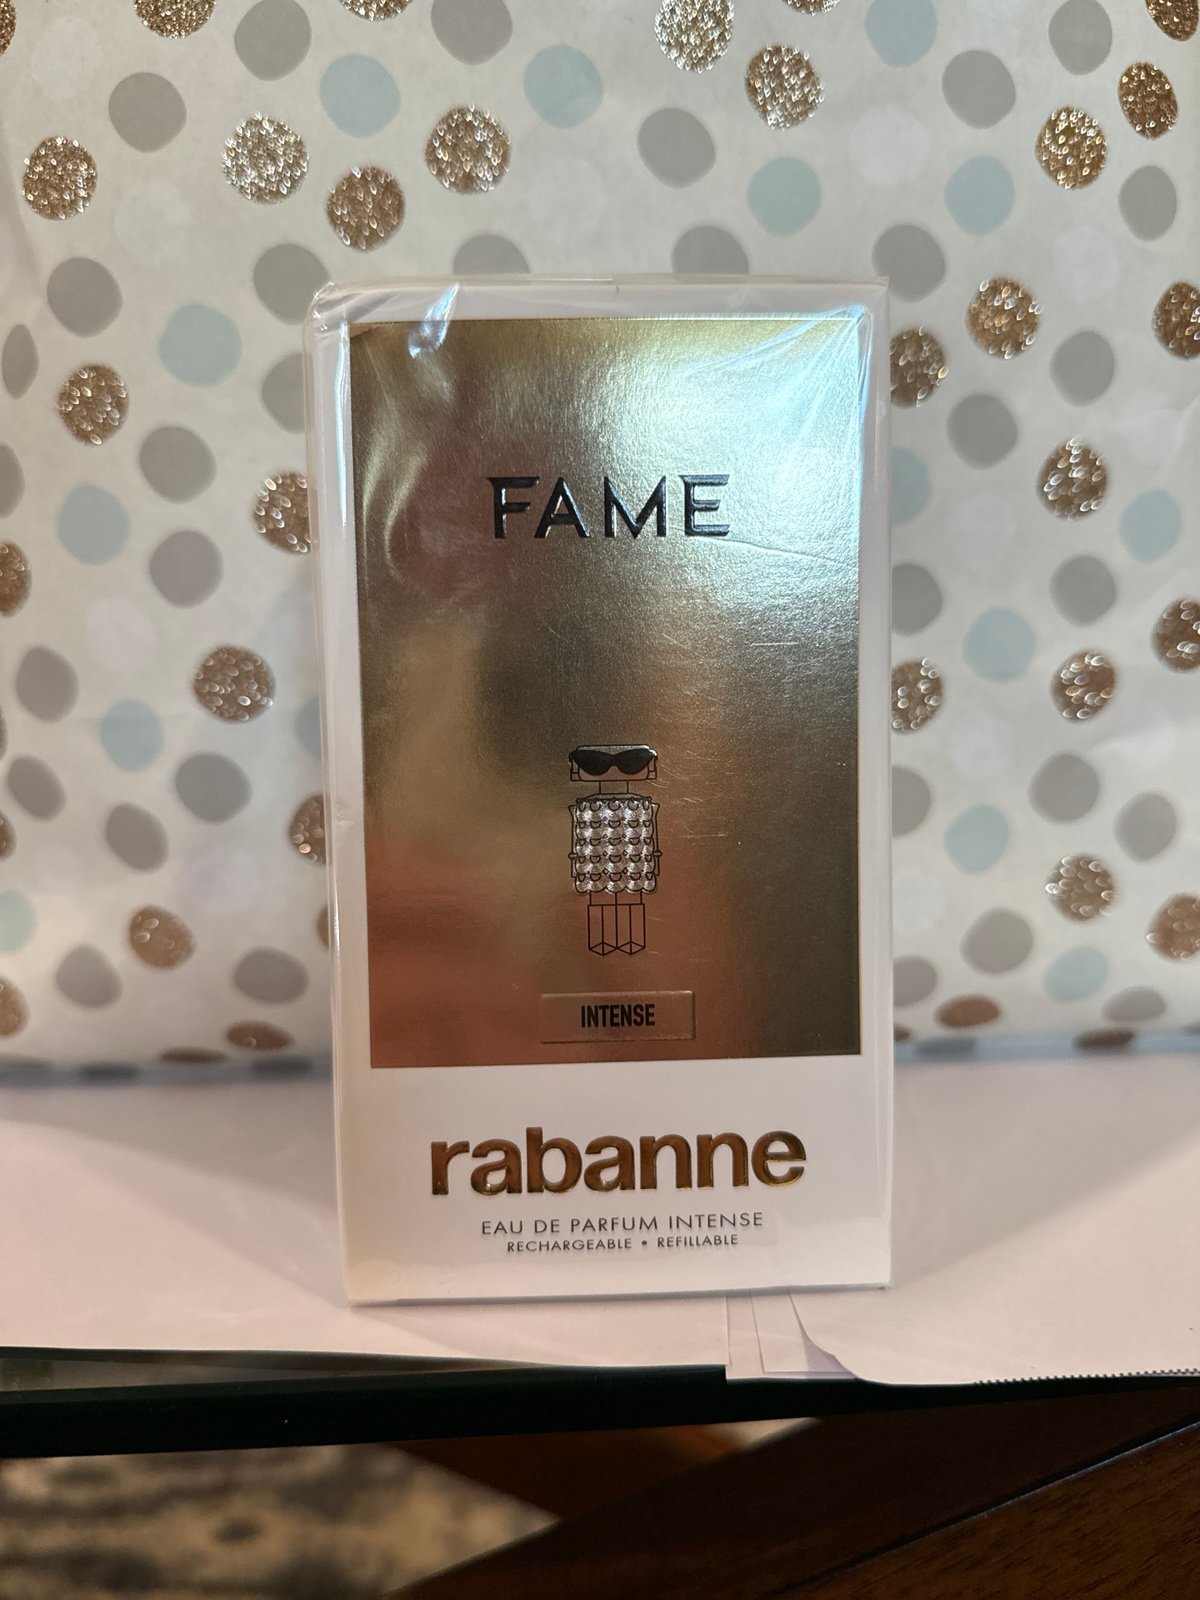 FAME
INTENSE
rabanne
EAU DE PARFUM INTENSE
RECHARGEABLE • REFILLABLE